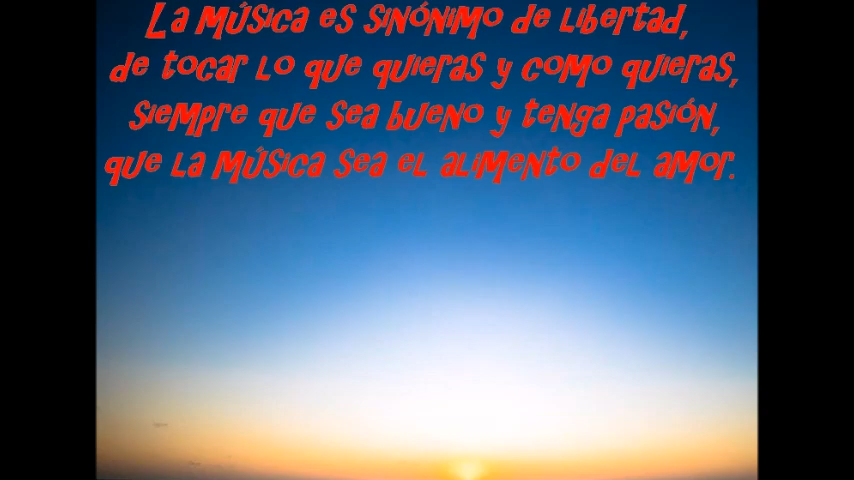 La música es sinónimo de libertad,
de tocar lo que quieras y como quieras,
siempre que sea bueno y tenga pasión,
que la música sea el alimento del amor.